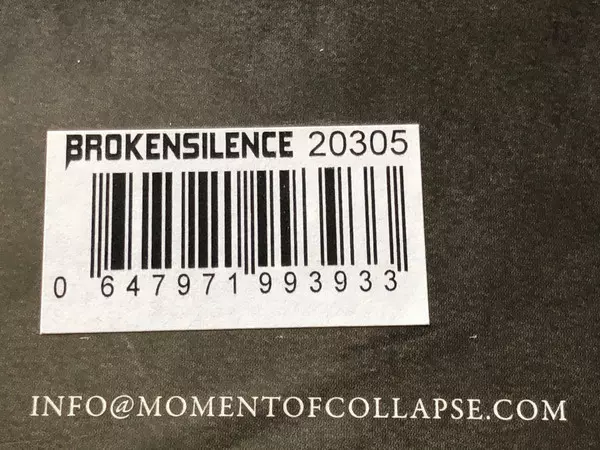 BROKENSILENCE 20305
0 647971 993933
INFO@MOMENTOFCOLLAPSE.COM